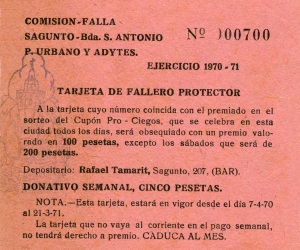 COMISION-FALLA
SAGUNTO-Bda. S. ANTONIO
P. URBANO Y ADYTES.
Nº 000700
EJERCICIO 1970-71
TARJETA DE FALLERO PROTECTOR
A la tarjeta cuyo número coincida con el premiado en el
sorteo del Cupón Pro-Ciegos, que se celebra en esta
ciudad todos los días, será obsequiado con un premio valo-
rado en 100 pesetas, excepto los sábados que será de
200 pesetas.
Depositario: Rafael Tamarit, Sagunto, 207, (BAR).
DONATIVO SEMANAL, CINCO PESETAS.
NOTA.—Esta tarjeta, estará en vigor desde el 7-4-70
al 21-3-71.
La tarjeta que no vaya al corriente en el pago semanal,
no tendrá derecho a premio. CADUCA AL MES.